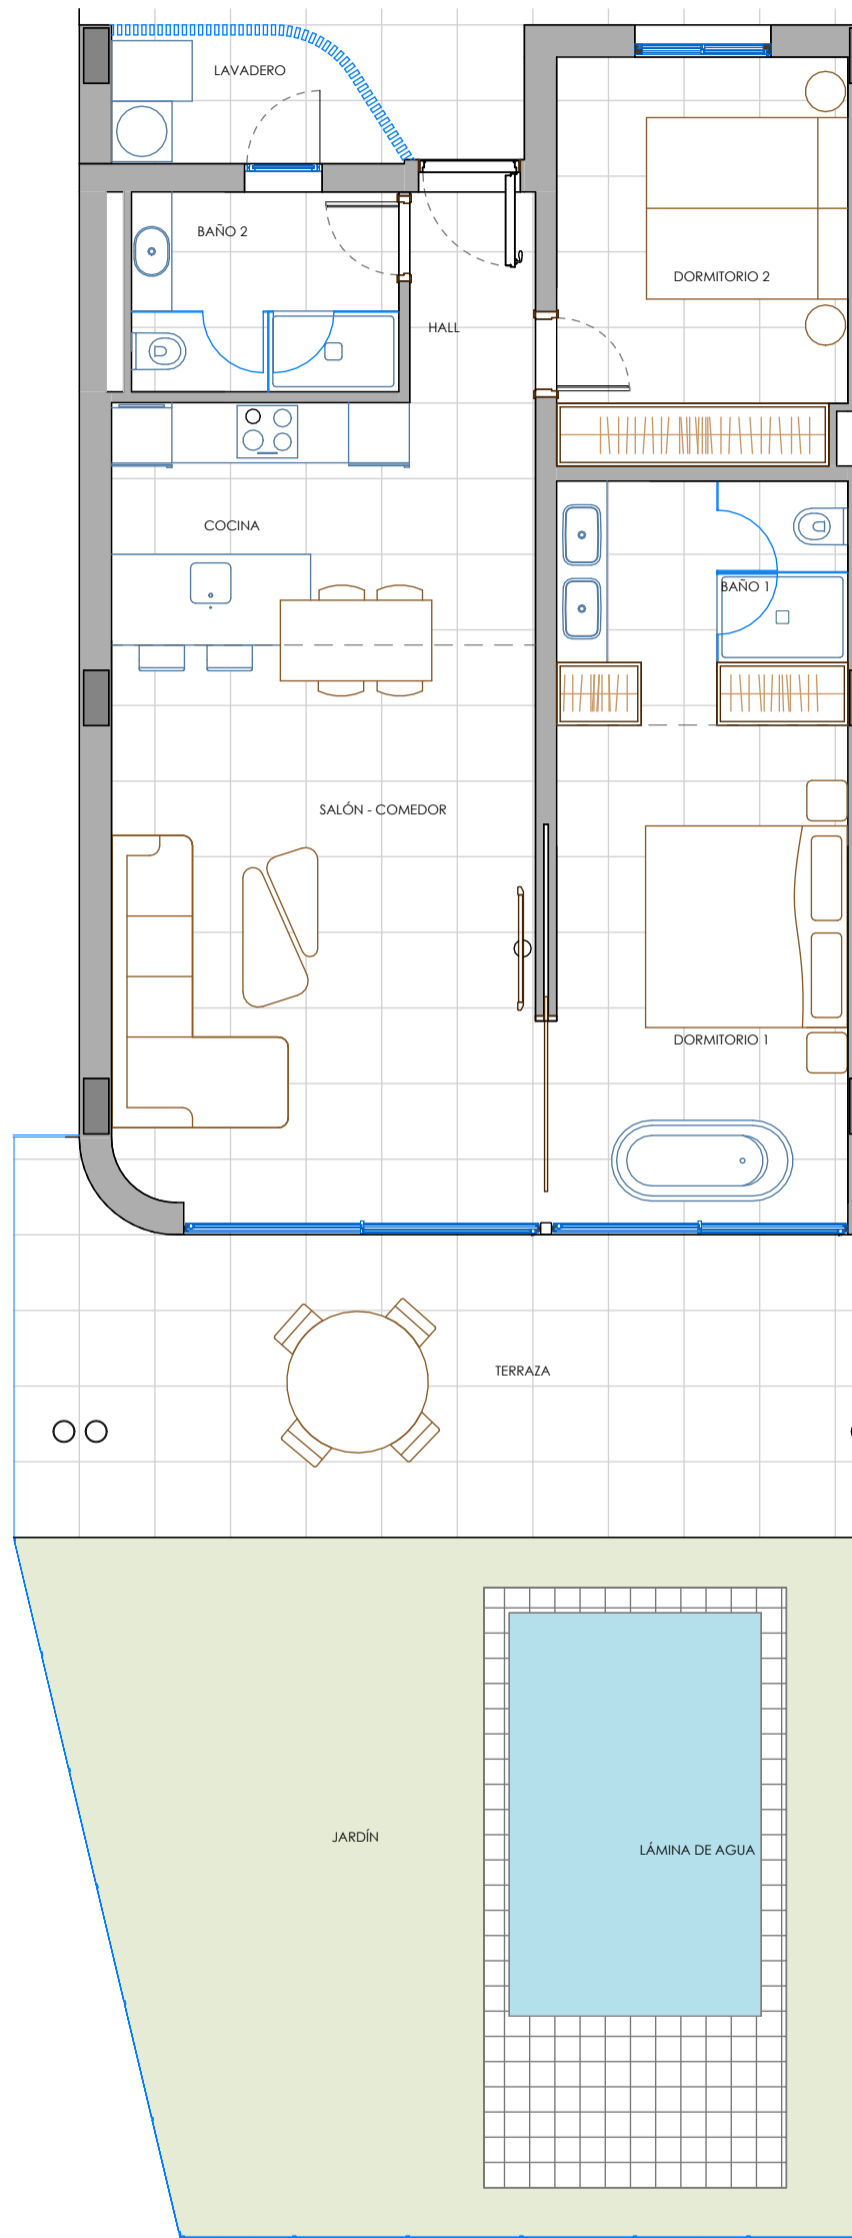 LAVADERO
BAÑO 2
DORMITORIO 2
HALL
COCINA
BAÑO 1
SALÓN - COMEDOR
DORMITORIO 1
TERRAZA
JARDÍN
LÁMINA DE AGUA